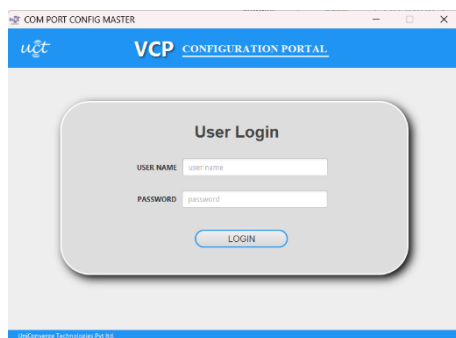 COM PORT CONFIG MASTER
uct
VCP CONFIGURATION PORTAL
User Login
USER NAME user name
PASSWORD password
LOGIN
UniConverge Technologies Pvt ltd